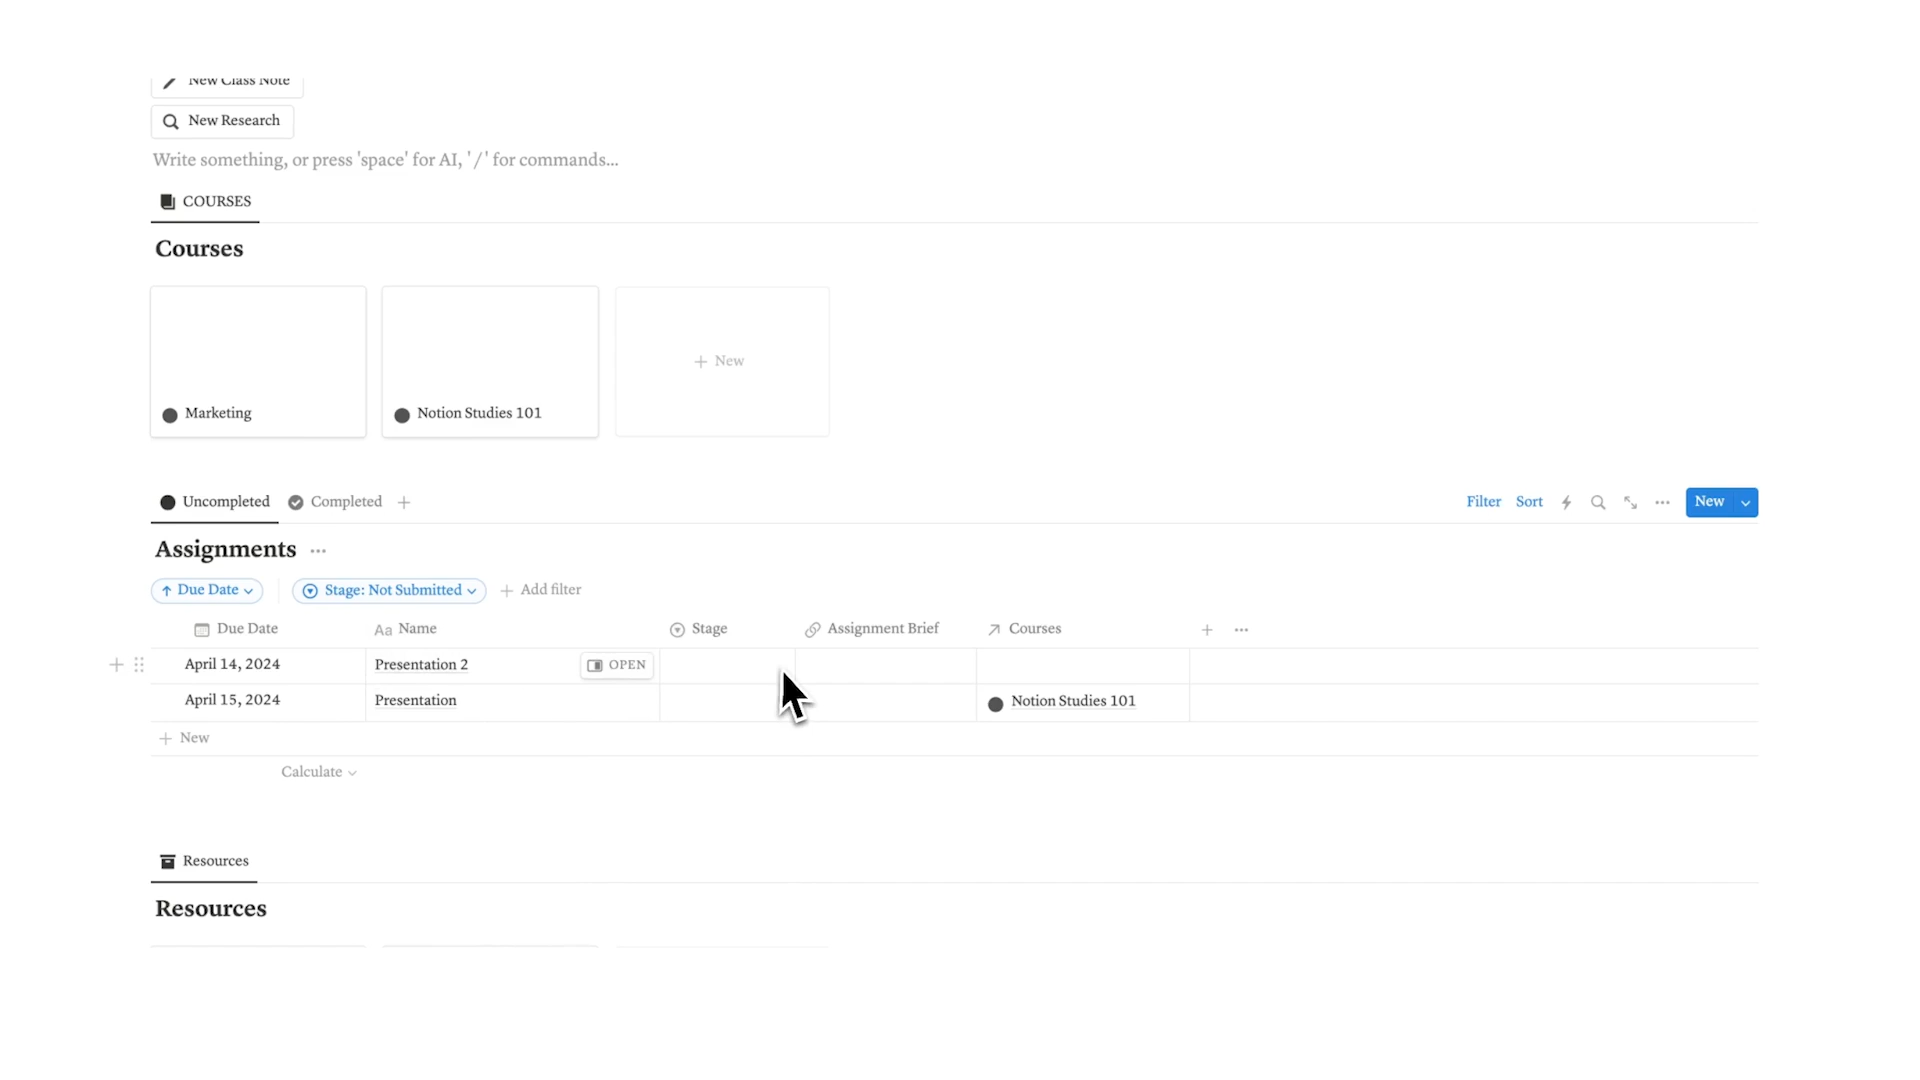 New Class Note
New Research
Write something, or press 'space' for AI, '/' for commands...
COURSES
Courses
Marketing
Notion Studies 101
+ New
Uncompleted
Completed
+
Filter
Sort
New
Assignments
Due Date
Stage: Not Submitted
+ Add filter
Due Date
Aa Name
Stage
Assignment Brief
Courses
April 14, 2024
Presentation 2
OPEN
April 15, 2024
Presentation
Notion Studies 101
+ New
Calculate
Resources
Resources